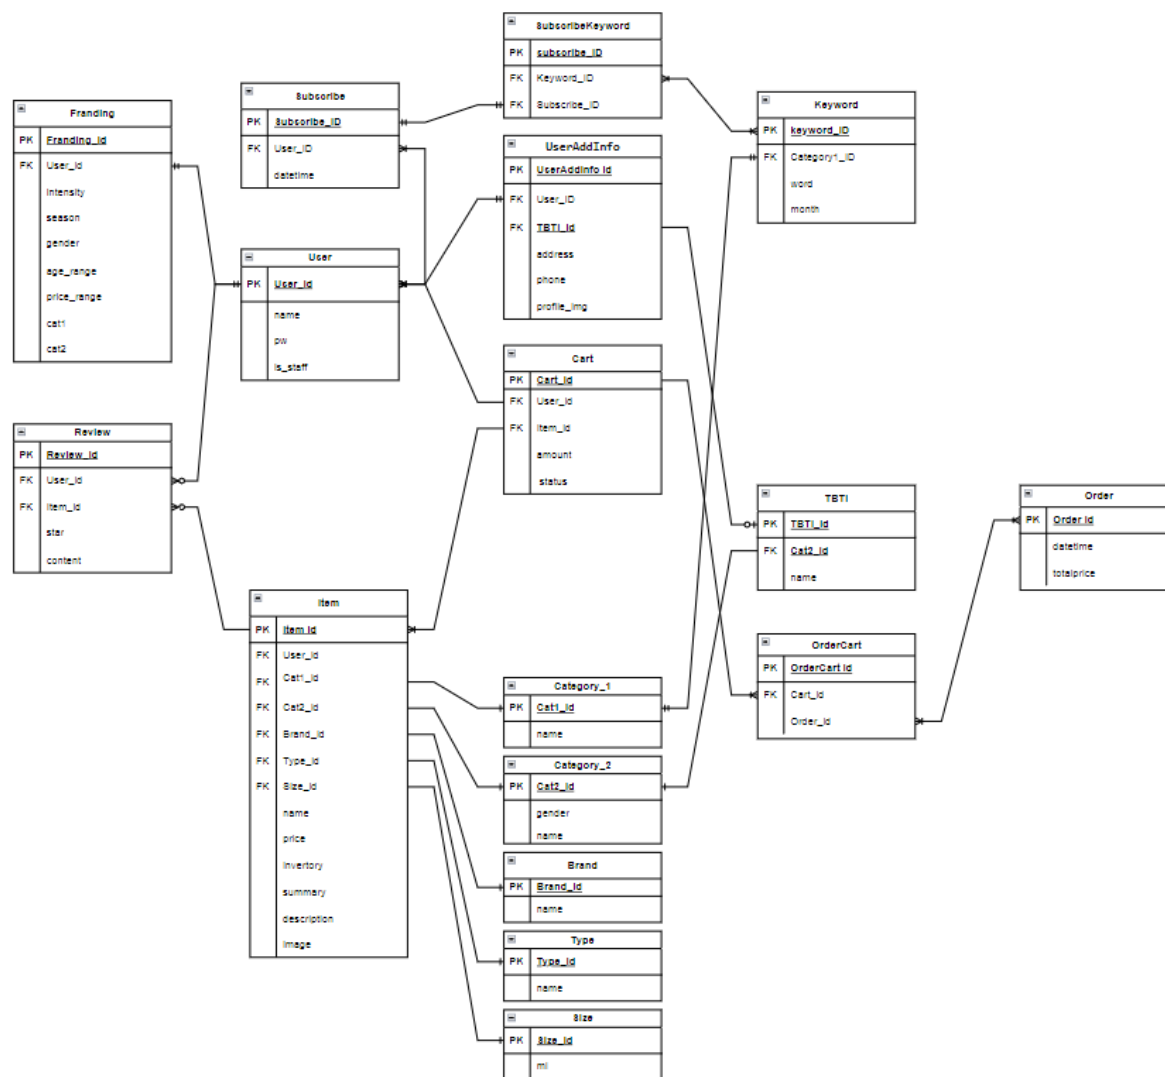 Franding
PK Franding_id
FK User_id
intensity
season
gender
age_range
price_range
cat1
cat2
Review
PK Review_id
FK User_id
FK Item_id
star
content
Subscribe
PK Subscribe_ID
FK User_ID
datetime
User
PK User_id
name
pw
is_staff
Item
PK Item id
FK User_id
FK Cat1_id
FK Cat2_id
FK Brand_id
FK Type_id
FK Size_id
name
price
invertory
summary
description
image
SubscribeKeyword
PK subscribe_ID
FK Keyword_ID
FK Subscribe_ID
UserAddInfo
PK UserAddInfo id
FK User_ID
FK TBTI_id
address
phone
profile_img
Cart
PK Cart_id
FK User_id
FK Item_id
amount
status
Category_1
PK Cat1_id
name
Category_2
PK Cat2_id
gender
name
Brand
PK Brand_id
name
Type
PK Type_id
name
Size
PK Size_id
ml
Keyword
PK keyword_ID
FK Category1_ID
word
month
TBTI
PK TBTI_id
FK Cat2_id
name
OrderCart
PK OrderCart id
FK Cart_id
Order_id
Order
PK Order id
datetime
totalprice